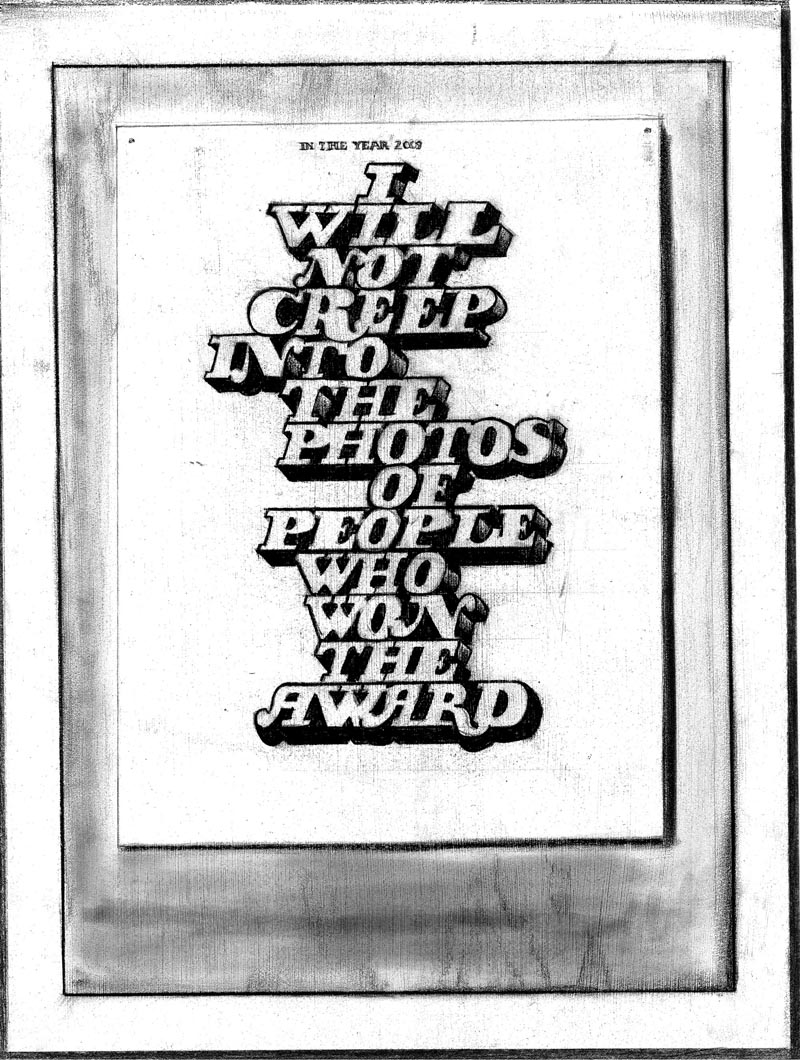 IN THE YEAR 2009
I
WILL
NOT
CREEP
INTO
THE
PHOTOS
OF
PEOPLE
WHO
WON
THE
AWARD